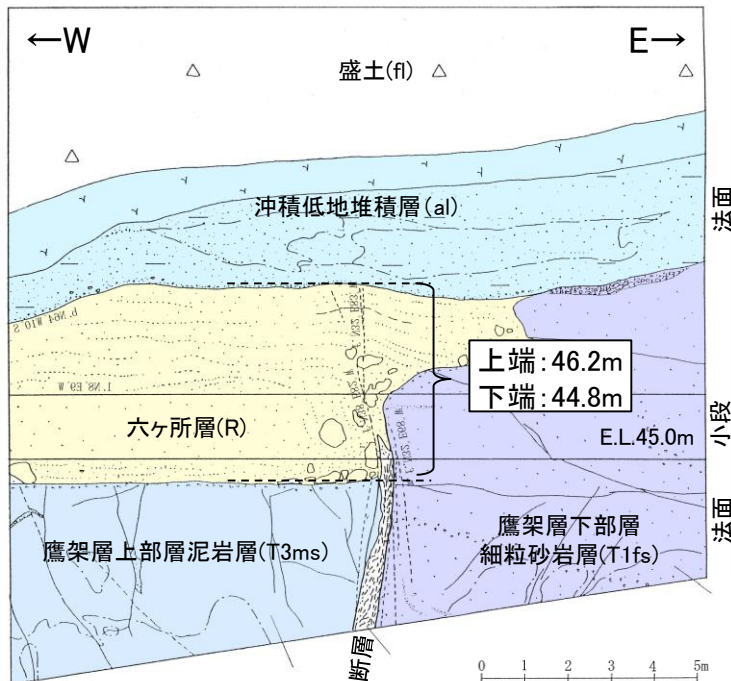 ←W
E→
盛土(fl)
沖積低地堆積層(al)
法面
上端:46.2m
下端:44.8m
六ヶ所層(R)
E.L.45.0m
小段
鷹架層上部層泥岩層(T3ms)
鷹架層下部層
細粒砂岩層(T1fs)
法面
断層
0 1 2 3 4 5m